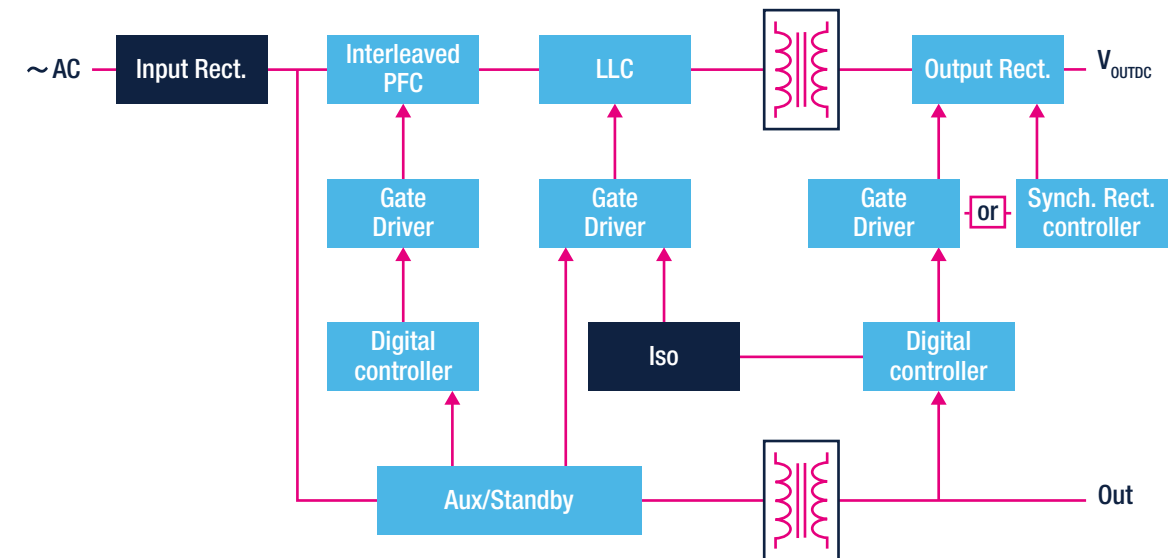 ~ AC
Input Rect.
Interleaved
PFC
LLC
Output Rect.
VOUTDC
Gate
Driver
Gate
Driver
Gate
Driver
or
Synch. Rect.
controller
Digital
controller
Iso
Digital
controller
Aux/Standby
Out